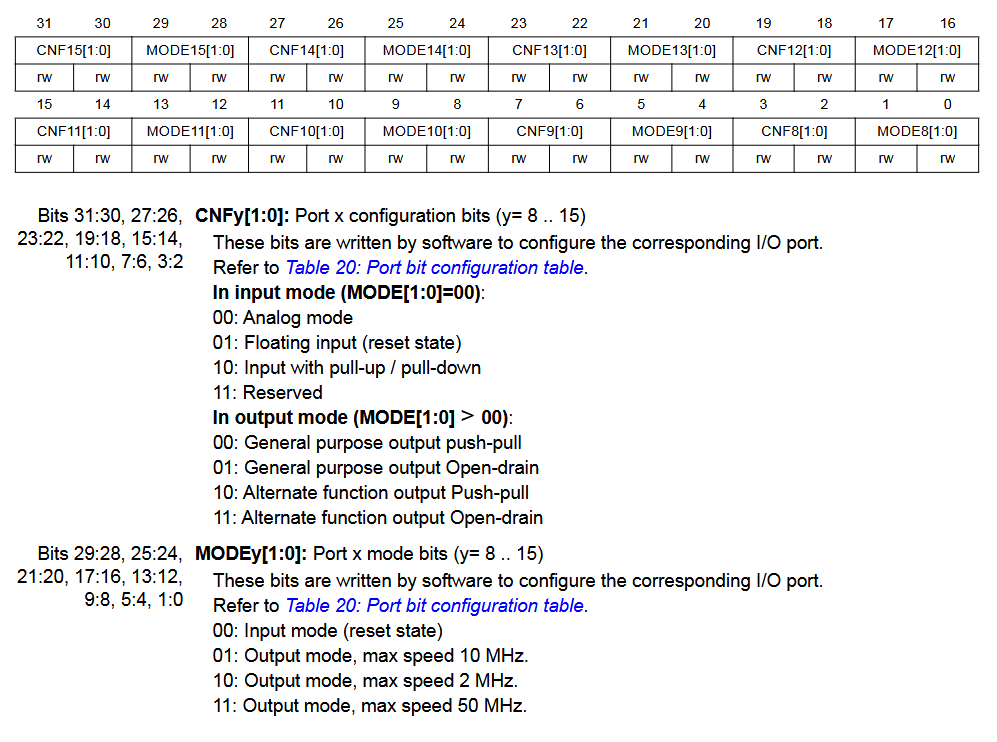 31 30 29 28 27 26 25 24 23 22 21 20 19 18 17 16
CNF15[1:0] MODE15[1:0] CNF14[1:0] MODE14[1:0] CNF13[1:0] MODE13[1:0] CNF12[1:0] MODE12[1:0]
rw rw rw rw rw rw rw rw rw rw rw rw rw rw rw rw
15 14 13 12 11 10 9 8 7 6 5 4 3 2 1 0
CNF11[1:0] MODE11[1:0] CNF10[1:0] MODE10[1:0] CNF9[1:0] MODE9[1:0] CNF8[1:0] MODE8[1:0]
rw rw rw rw rw rw rw rw rw rw rw rw rw rw rw rw
Bits 31:30, 27:26,
23:22, 19:18, 15:14,
11:10, 7:6, 3:2
CNFy[1:0]: Port x configuration bits (y= 8 .. 15)
These bits are written by software to configure the corresponding I/O port.
Refer to Table 20: Port bit configuration table.
In input mode (MODE[1:0]=00):
00: Analog mode
01: Floating input (reset state)
10: Input with pull-up / pull-down
11: Reserved
In output mode (MODE[1:0] > 00):
00: General purpose output push-pull
01: General purpose output Open-drain
10: Alternate function output Push-pull
11: Alternate function output Open-drain
Bits 29:28, 25:24,
21:20, 17:16, 13:12,
9:8, 5:4, 1:0
MODEy[1:0]: Port x mode bits (y= 8 .. 15)
These bits are written by software to configure the corresponding I/O port.
Refer to Table 20: Port bit configuration table.
00: Input mode (reset state)
01: Output mode, max speed 10 MHz.
10: Output mode, max speed 2 MHz.
11: Output mode, max speed 50 MHz.